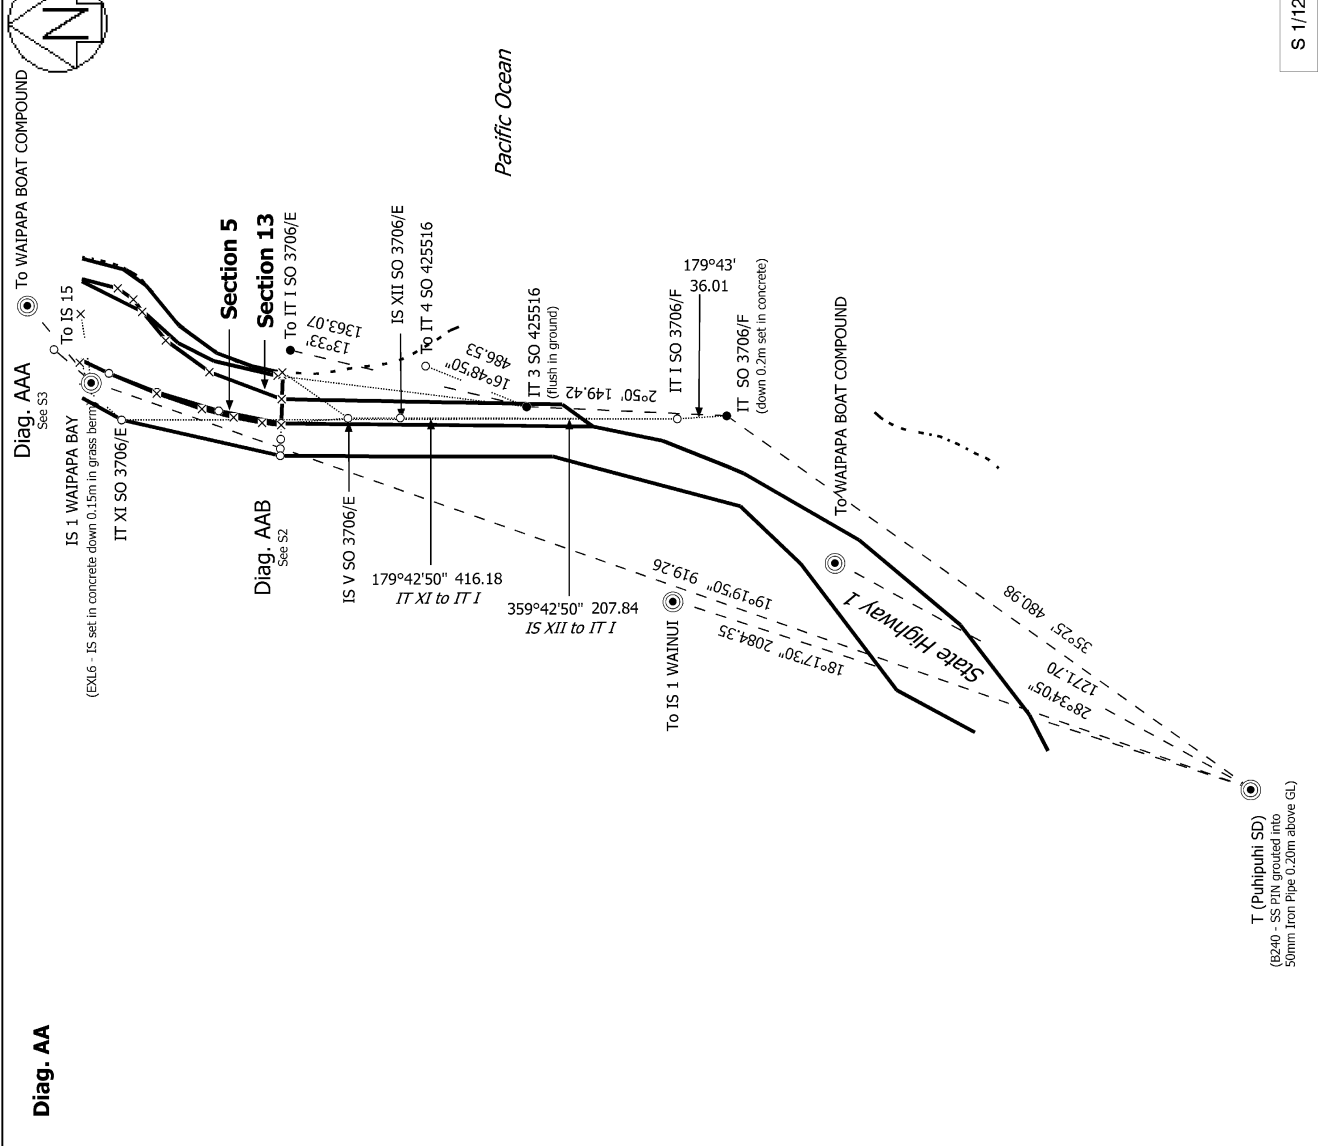 Diag. AA
S 1/12
N
Pacific Ocean
Diag. AAA
See S3
To WAIPAPA BOAT COMPOUND
To IS 15
IS 1 WAIPAPA BAY
(EXL6 - IS set in concrete down 0.15m in grass berm)
IT XI SO 3706/E
Section 5
Section 13
To IT I SO 3706/E
13°33'
1363.07
Diag. AAB
See S2
IS V SO 3706/E
IS XII SO 3706/E
To IT 4 SO 425516
16°48'50"
486.53
179°42'50" 416.18
IT XI to IT I
359°42'50" 207.84
IS XII to IT I
IT 3 SO 425516
(flush in ground)
2°50' 149.42
IT I SO 3706/F
179°43'
36.01
IT SO 3706/F
(down 0.2m set in concrete)
To WAIPAPA BOAT COMPOUND
To IS 1 WAINUI
19°19'50" 919.26
18°17'30" 2084.35
State Highway 1
35°25' 480.98
28°34'05"
1271.70
T (Puhipuhi SD)
(B240 - SS PIN grouted into
50mm Iron Pipe 0.20m above GL)